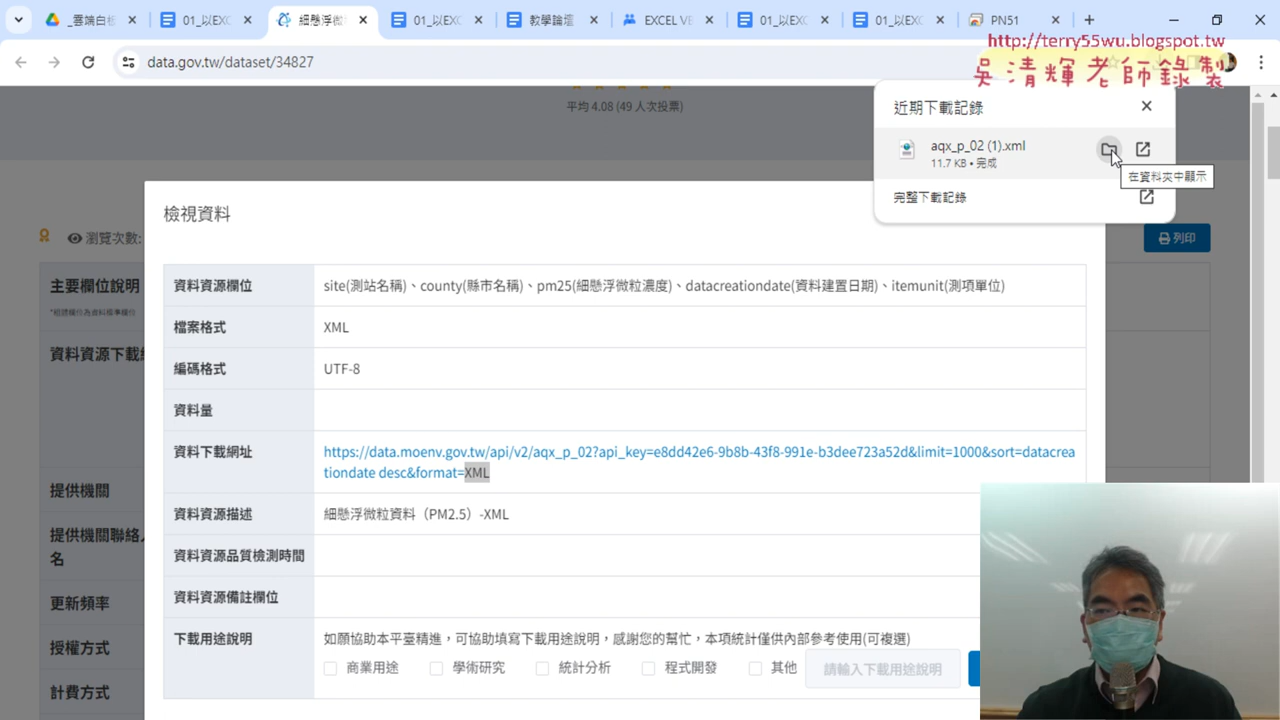 _雲端白板
01_以EXC
細懸浮微
01_以EXC
教學論壇
EXCEL VE
01_以EXC
01_以EXC
PN51
http://terry55wu.blogspot.tw
data.gov.tw/dataset/34827
吳清輝老師錄製
平均 4.08 (49 人次投票)
近期下載記錄
aqx_p_02 (1).xml
11.7 KB • 完成
在資料夾中顯示
完整下載記錄
檢視資料
瀏覽次數:
列印
主要欄位說明
資料資源下載
提供機關
提供機關聯絡
名
更新頻率
授權方式
計費方式
資料資源欄位
site(測站名稱)、county(縣市名稱)、pm25(細懸浮微粒濃度)、datacreationdate(資料建置日期)、itemunit(測項單位)
檔案格式
XML
編碼格式
UTF-8
資料量
資料下載網址
https://data.moenv.gov.tw/api/v2/aqx_p_02?api_key=e8dd42e6-9b8b-43f8-991e-b3dee723a52d&limit=1000&sort=datacrea
tiondate desc&format=XML
資料資源描述
細懸浮微粒資料（PM2.5）-XML
資料資源品質檢測時間
資料資源備註欄位
下載用途說明
如願協助本平臺精進，可協助填寫下載用途說明，感謝您的幫忙，本項統計僅供內部參考使用(可複選)
商業用途
學術研究
統計分析
程式開發
其他
請輸入下載用途說明